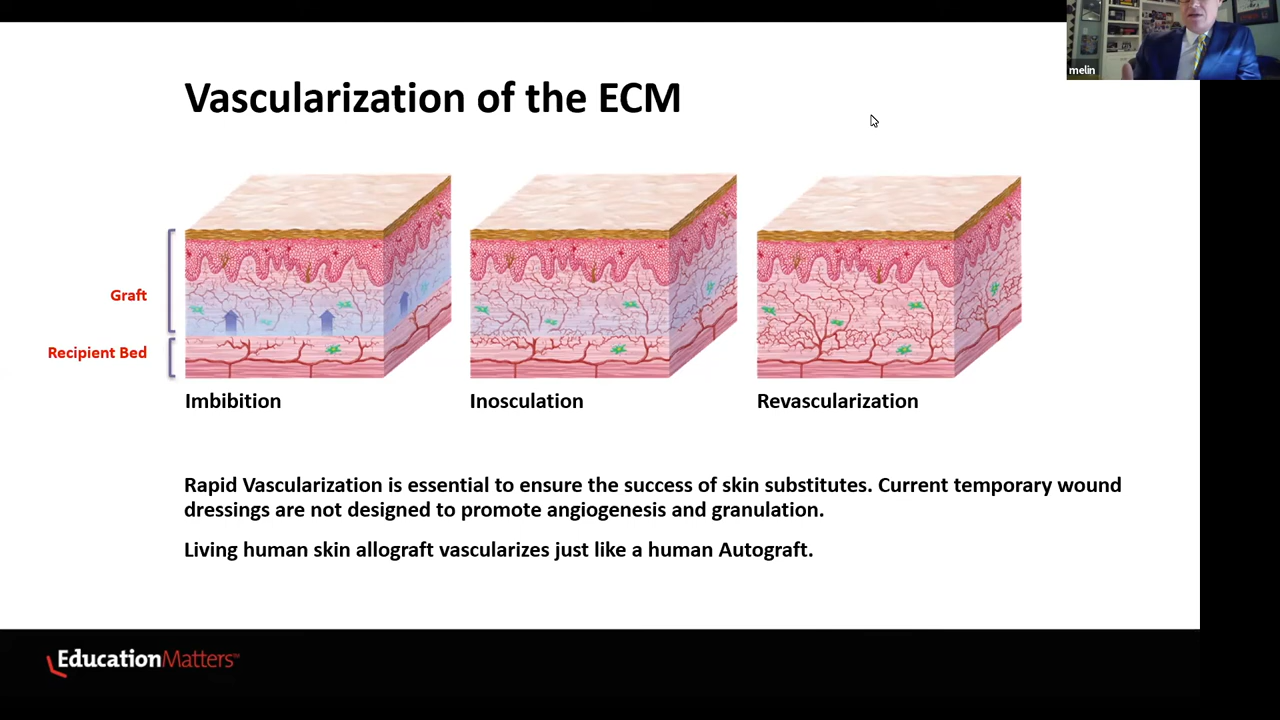 melin
Vascularization of the ECM
Graft
Recipient Bed
Imbibition
Inosculation
Revascularization
Rapid Vascularization is essential to ensure the success of skin substitutes. Current temporary wound
dressings are not designed to promote angiogenesis and granulation.
Living human skin allograft vascularizes just like a human Autograft.
EducationMatters™